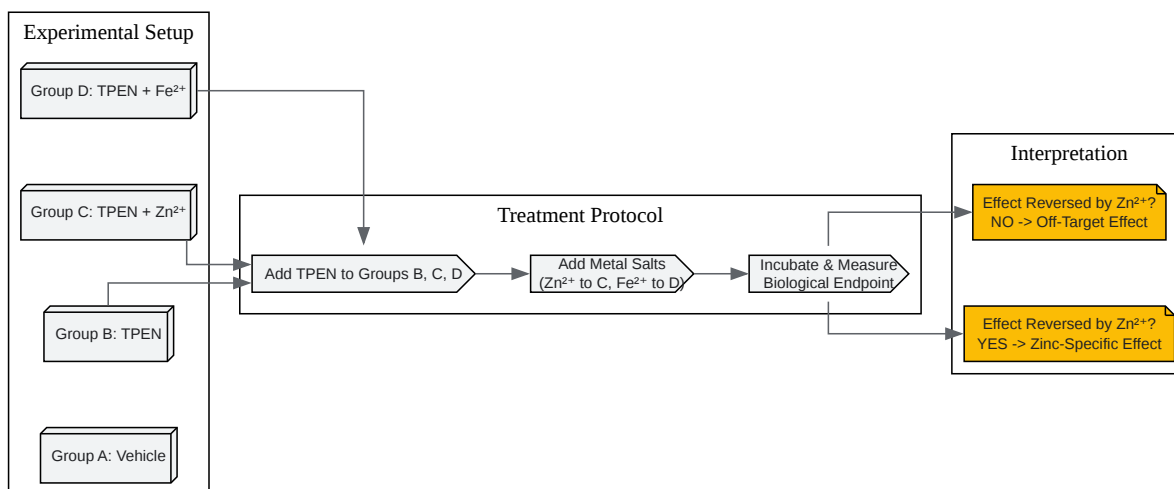 Experimental Setup
Group D: TPEN + Fe²⁺
Group C: TPEN + Zn²⁺
Group B: TPEN
Group A: Vehicle
Treatment Protocol
Add TPEN to Groups B, C, D
Add Metal Salts
(Zn²⁺ to C, Fe²⁺ to D)
Incubate & Measure
Biological Endpoint
Interpretation
Effect Reversed by Zn²⁺?
NO -> Off-Target Effect
Effect Reversed by Zn²⁺?
YES -> Zinc-Specific Effect